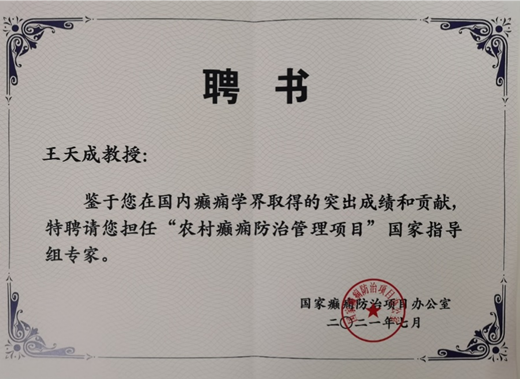 聘书
王天成教授:
鉴于您在国内癫痫学界取得的突出成绩和贡献,
特聘请您担任“农村癫痫防治管理项目”国家指导
组专家。
国家癫痫防治项目办公室
二〇二一年七月